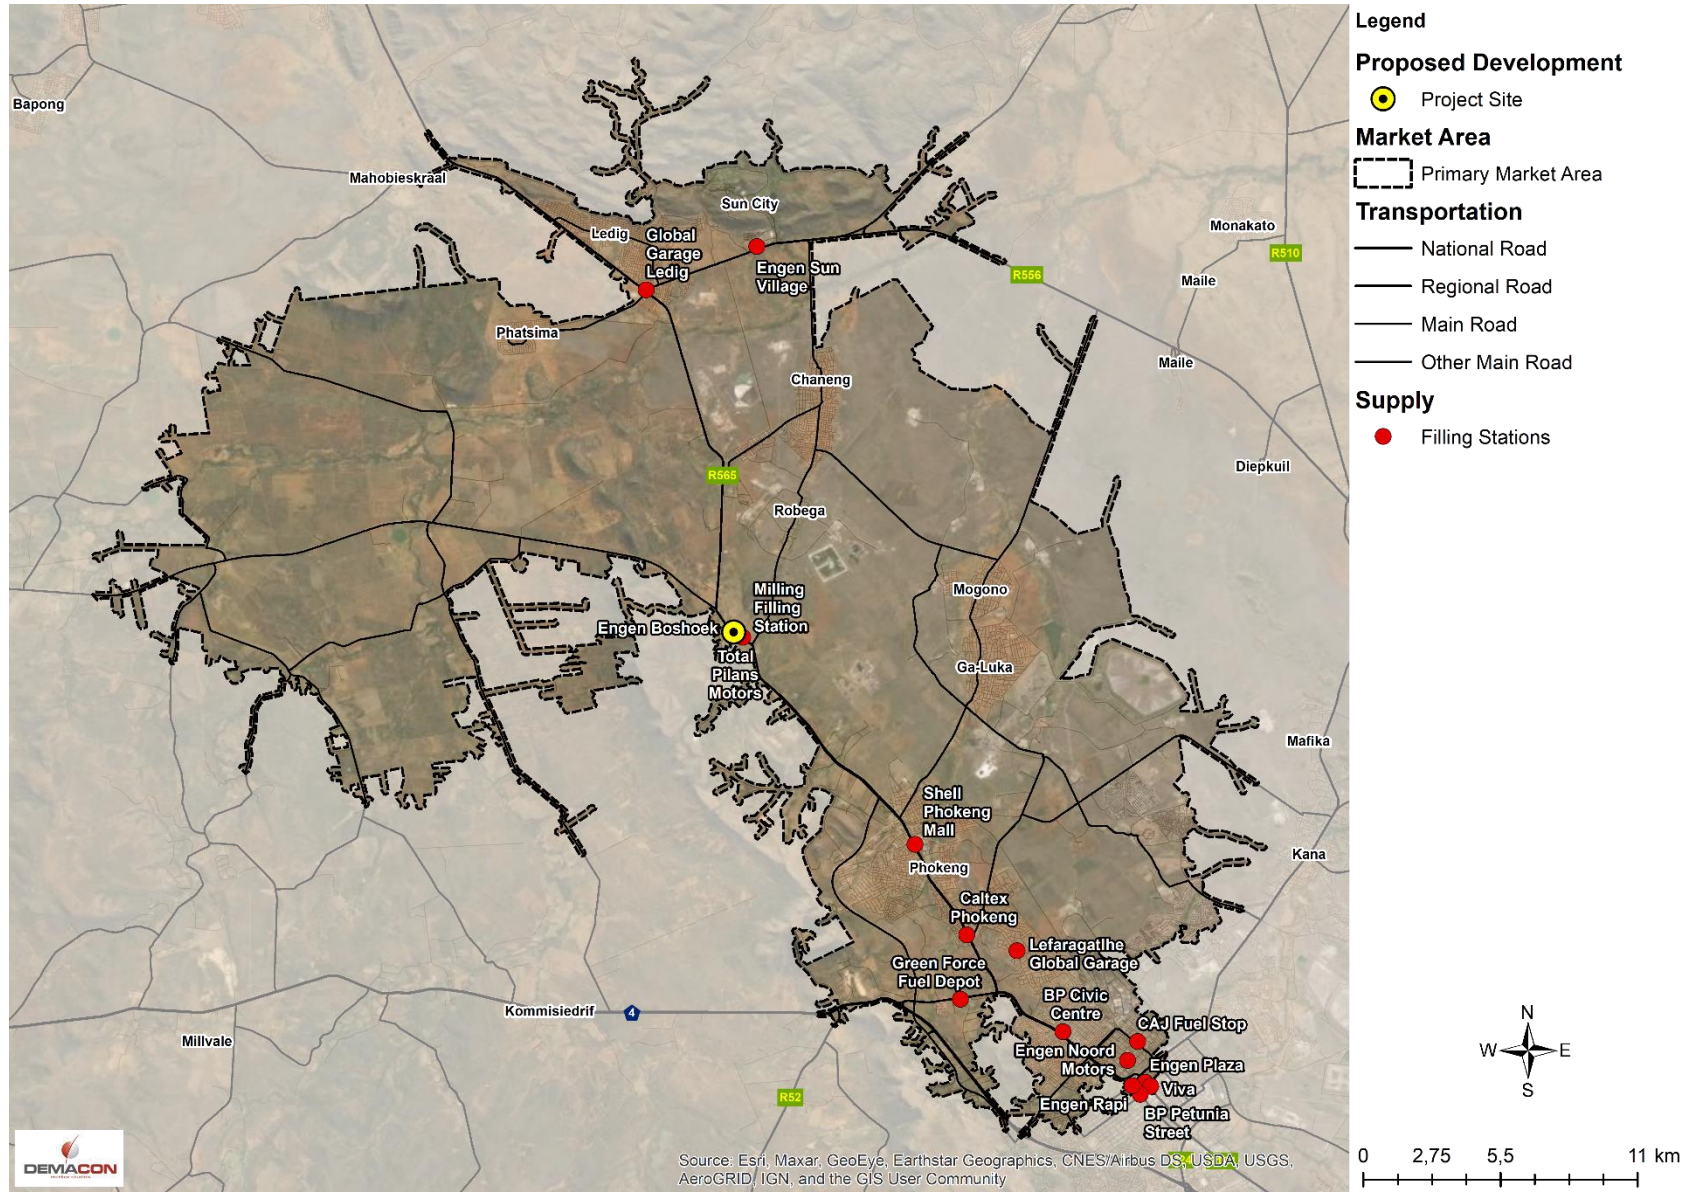 Bapong
Mahobieskraal
Sun City
Ledig
Global
Garage
Ledig
Engen Sun
Village
Monakato
R510
R556
Maile
Phatsima
Maile
Chaneng
Diepkuil
R565
Robega
Mogono
Milling
Filling
Station
Engen Boshoek
Total
Pilans
Motors
Ga-Luka
Mafika
Shell
Phokeng
Mall
Kana
Phokeng
Caltex
Phokeng
Lefaragatlhe
Global Garage
Green Force
Fuel Depot
BP Civic
Centre
Kommisiedrif
4
CAJ Fuel Stop
Millvale
Engen Noord
Motors
Engen Plaza
Viva
R52
Engen Rapi
BP Petunia
Street
DEMACON
Source: Esri, Maxar, GeoEye, Earthstar Geographics, CNES/Airbus DS, USDA, USGS,
AeroGRID, IGN, and the GIS User Community
Legend
Proposed Development
Project Site
Market Area
Primary Market Area
Transportation
National Road
Regional Road
Main Road
Other Main Road
Supply
Filling Stations
N
W E
S
0 2,75 5,5 11 km